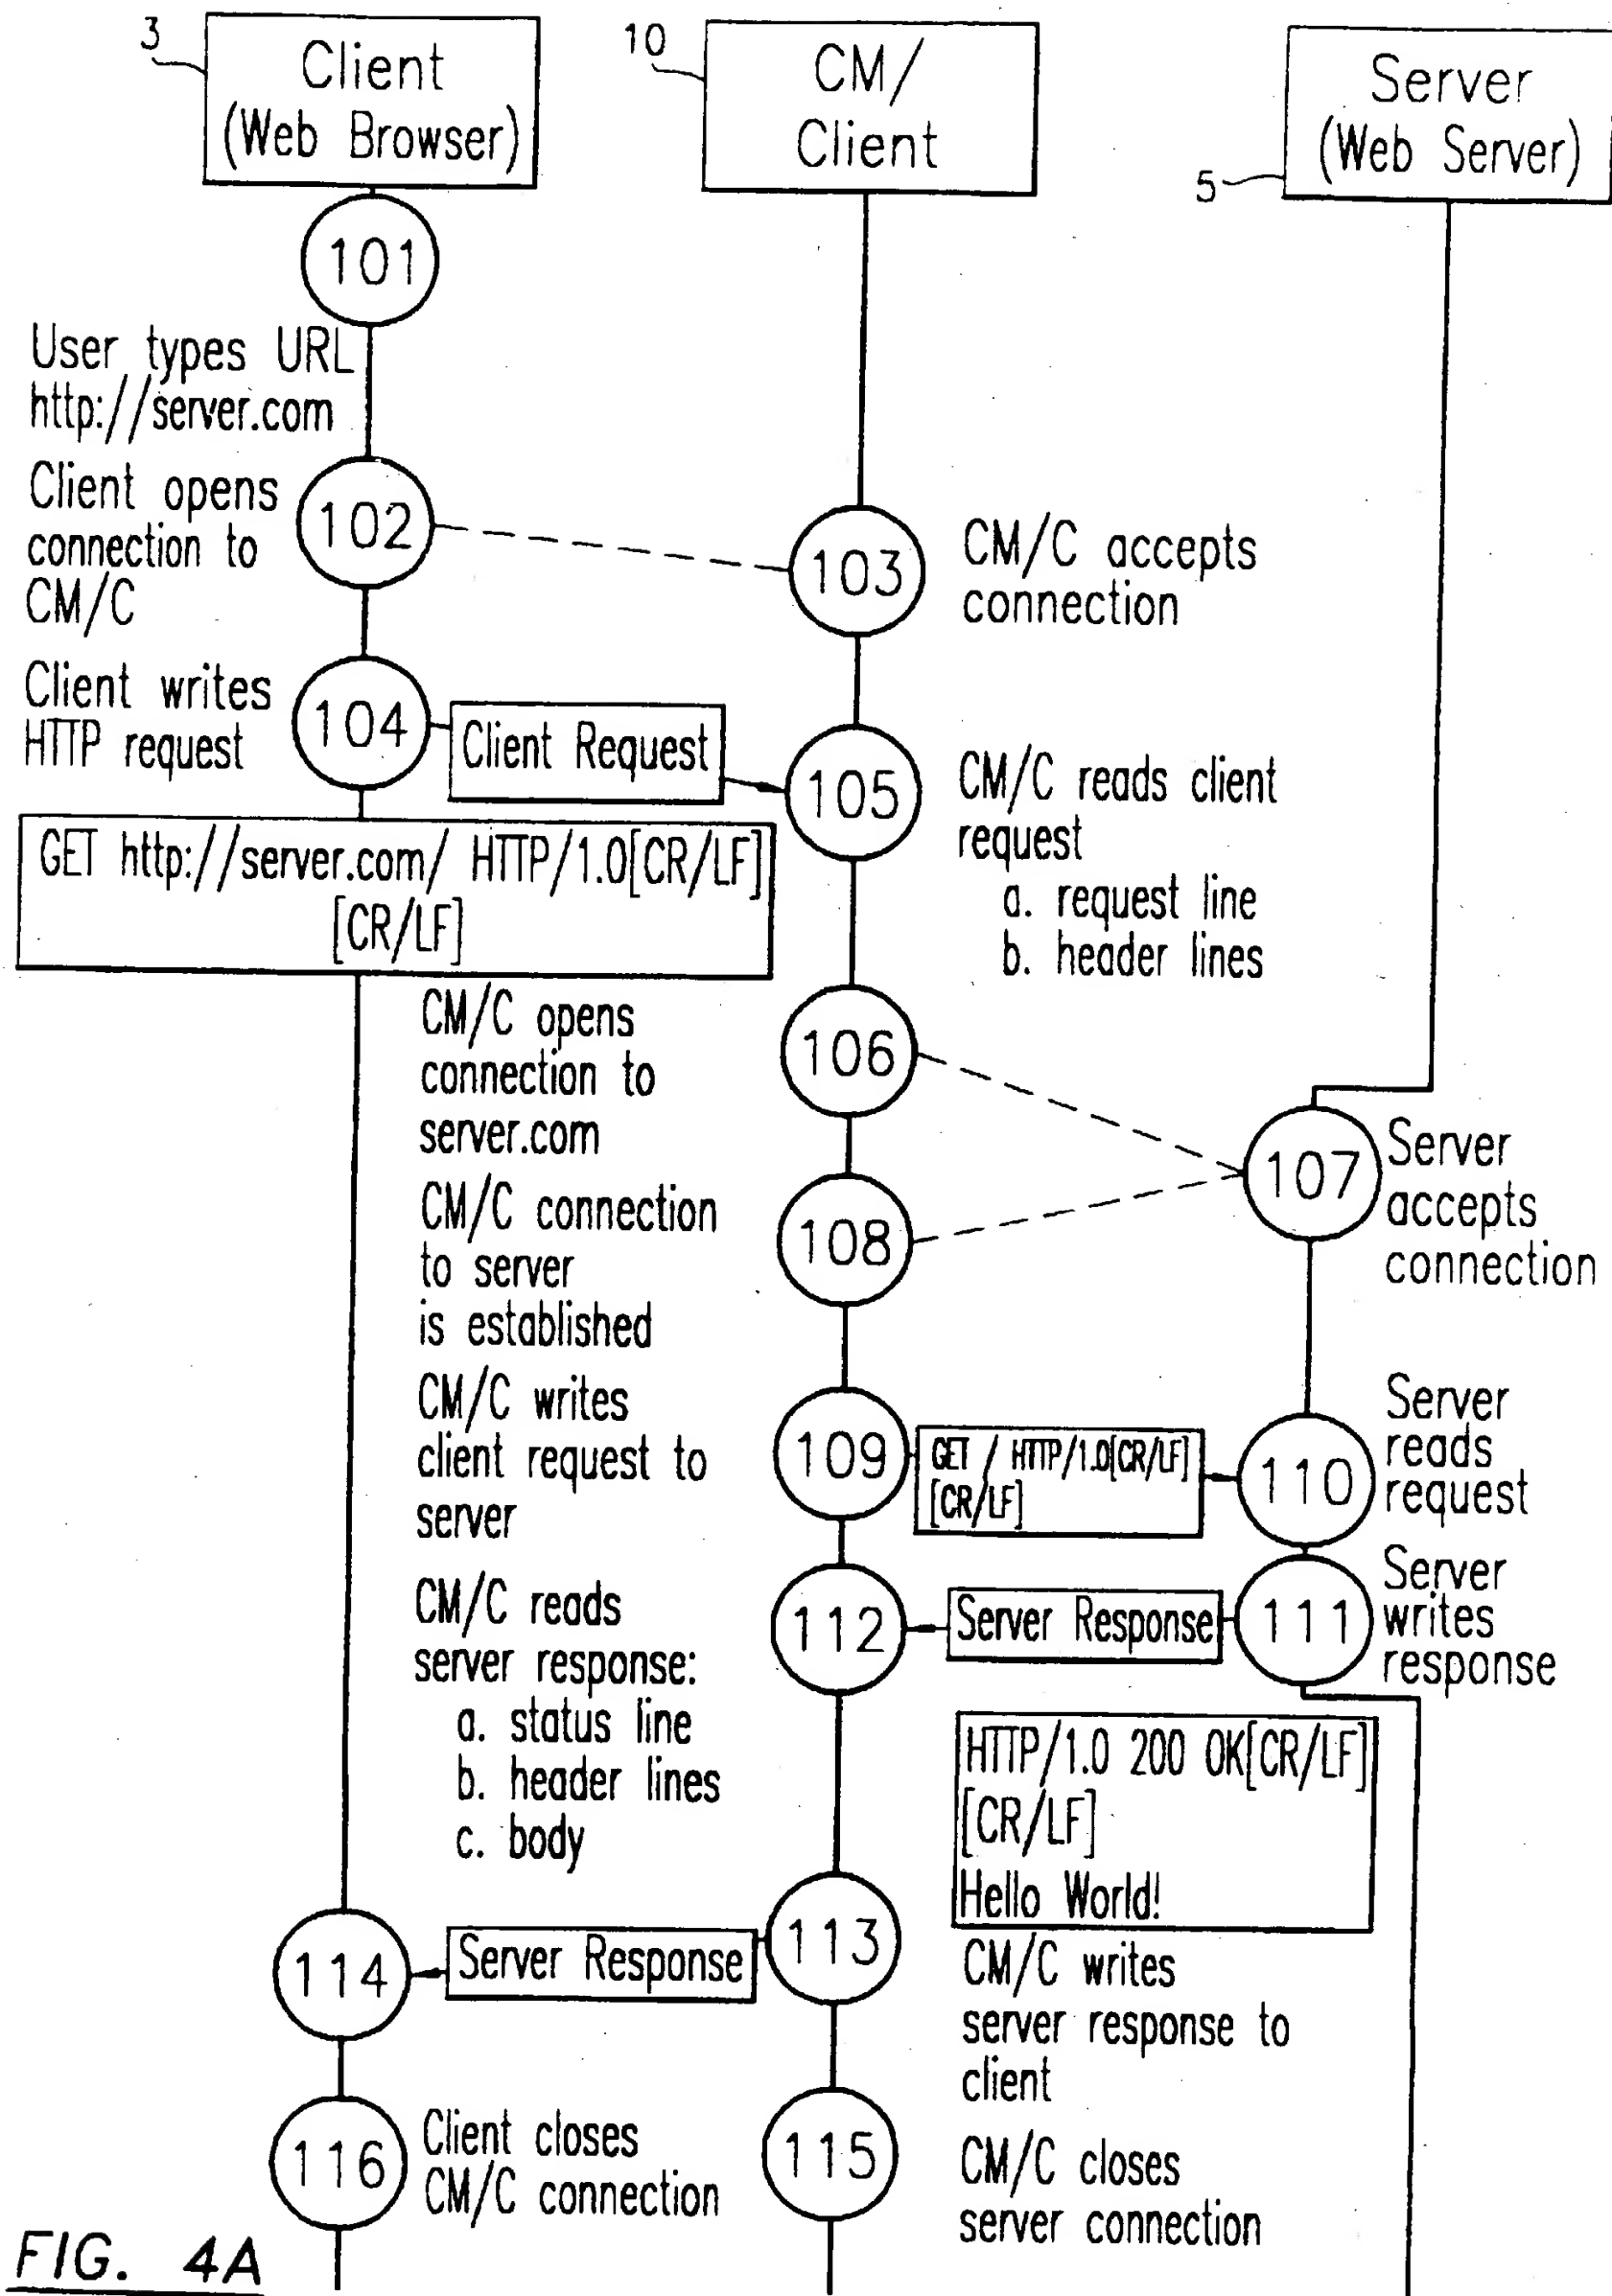 3
Client
(Web Browser)
10
CM/
Client
Server
(Web Server)
5
101
User types URL
http://server.com
Client opens
connection to
CM/C
102
103
CM/C accepts
connection
Client writes
HTTP request
104
Client Request
105
CM/C reads client
request
a. request line
b. header lines
GET http://server.com/ HTTP/1.0[CR/LF]
[CR/LF]
CM/C opens
connection to
server.com
106
107
Server
accepts
connection
CM/C connection
to server
is established
108
CM/C writes
client request to
server
109
GET / HTTP/1.0[CR/LF]
[CR/LF]
110
Server
reads
request
CM/C reads
server response:
a. status line
b. header lines
c. body
112
Server Response
111
Server
writes
response
HTTP/1.0 200 OK[CR/LF]
[CR/LF]
Hello World!
114
Server Response
113
CM/C writes
server response to
client
116
Client closes
CM/C connection
115
CM/C closes
server connection
FIG. 4A